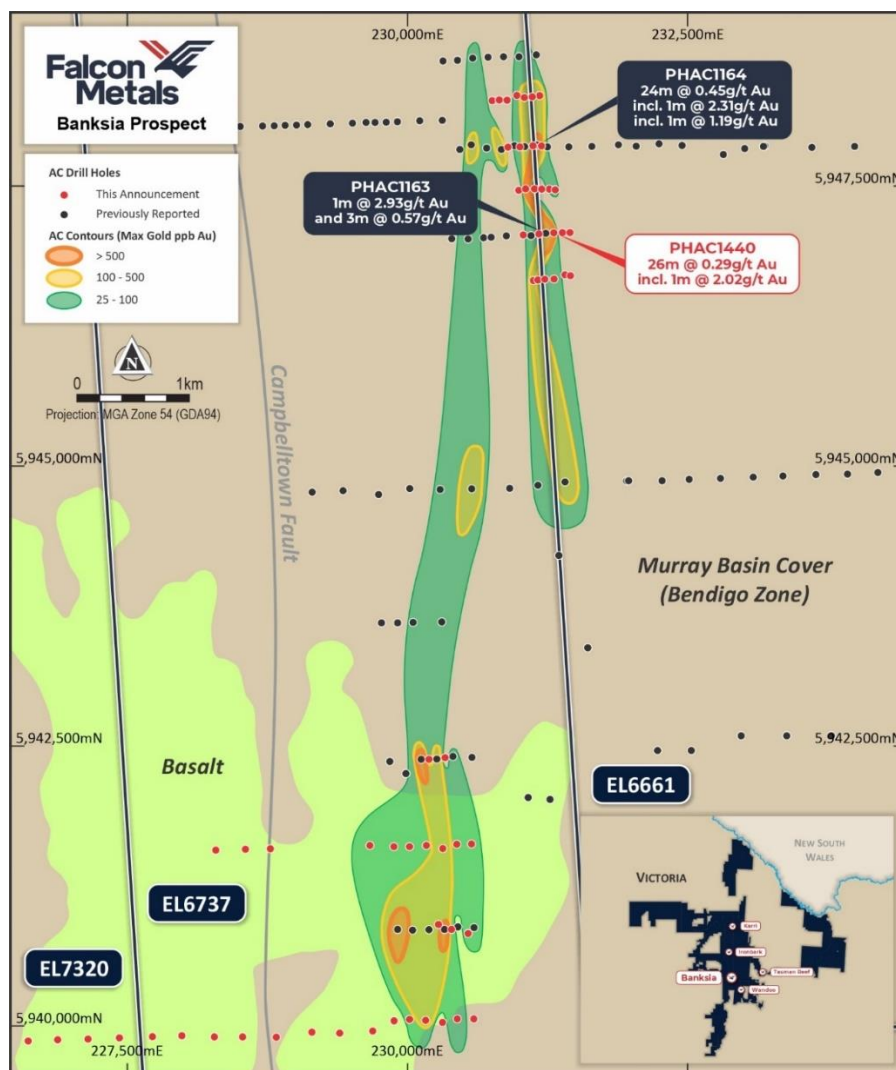 230,000mE
232,500mE
Falcon
Metals
Banksia Prospect
PHAC1164
24m @ 0.45g/t Au
incl. 1m @ 2.31g/t Au
incl. 1m @ 1.19g/t Au
AC Drill Holes
This Announcement
Previously Reported
AC Contours (Max Gold ppb Au)
> 500
100 - 500
25 - 100
5,947,500mN
PHAC1163
1m @ 2.93g/t Au
and 3m @ 0.57g/t Au
PHAC1440
26m @ 0.29g/t Au
incl. 1m @ 2.02g/t Au
N
0 1km
Projection: MGA Zone 54 (GDA94)
Campbelltown Fault
5,945,000mN
5,945,000mN
Murray Basin Cover
(Bendigo Zone)
5,942,500mN
5,942,500mN
Basalt
EL6661
EL6737
EL7320
NEW SOUTH
WALES
VICTORIA
Karri
Ironbark
Tasman Reef
Banksia
Wandoo
5,940,000mN
227,500mE
230,000mE